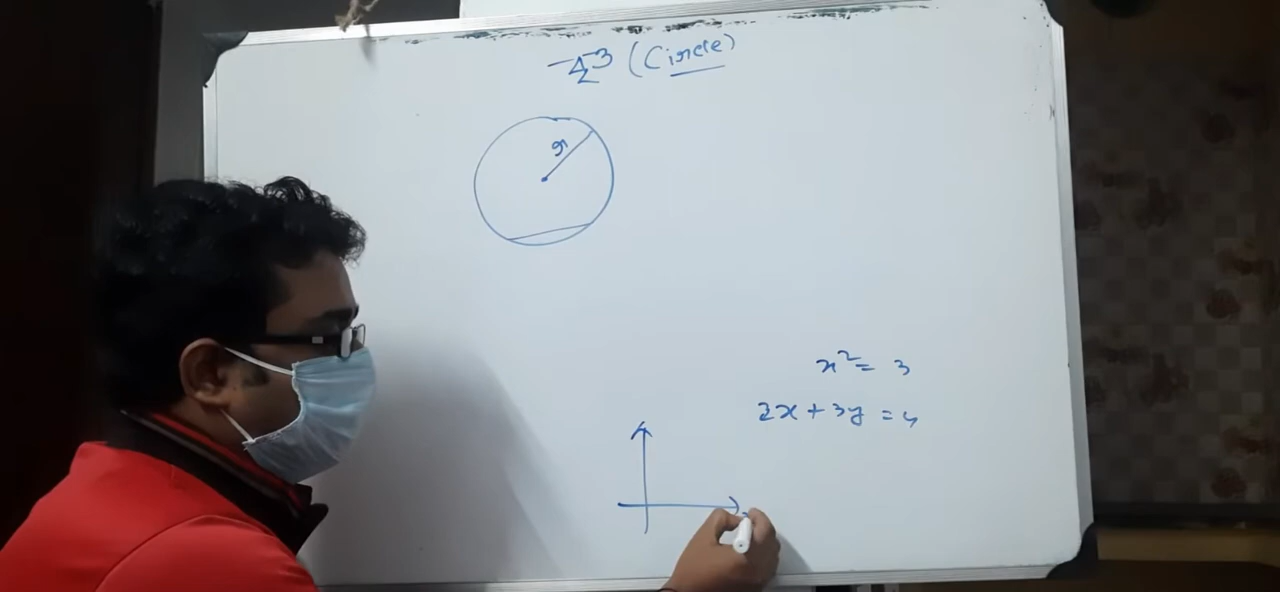 (Circle)
r
x² = 3
2x + 3y = 4